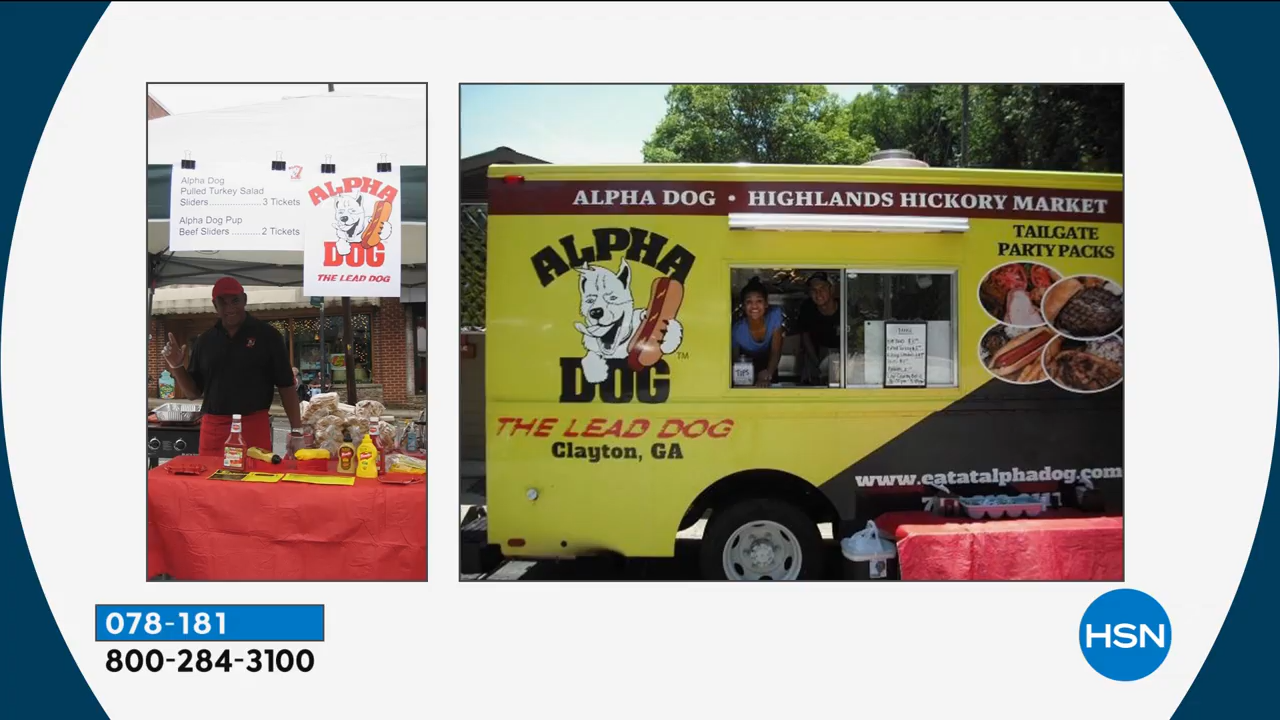 Alpha Dog
Pulled Turkey Salad
Sliders.....................3 Tickets
Alpha Dog Pup
Beef Sliders ...........2 Tickets
ALPHA
DOG
THE LEAD DOG
ALPHA DOG • HIGHLANDS HICKORY MARKET
TAILGATE
PARTY PACKS
ALPHA
DOG
TM
TIPS
THE LEAD DOG
Clayton, GA
www.eatatalphadog.com
078-181
800-284-3100
HSN